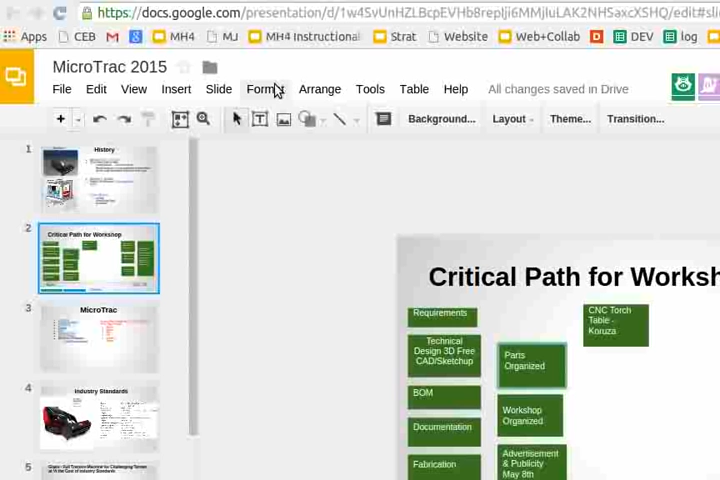 https://docs.google.com/presentation/d/1w4SvUnHZLBcpEVHb8repIji6MMjIuLAK2NHSaxcXSHQ/edit#sli
Apps CEB MH4 MJ MH4 Instructional Strat Website Web+Collab DEV log
MicroTrac 2015
File Edit View Insert Slide Format Arrange Tools Table Help All changes saved in Drive
Background... Layout Theme... Transition...
1
History
2
Critical Path for Workshop
3
MicroTrac
4
Industry Standards
5
Critical Path for Worksh
Requirements
Technical
Design 3D Free
CAD/Sketchup
BOM
Documentation
Fabrication
Parts
Organized
Workshop
Organized
Advertisement
& Publicity
May 8th
CNC Torch
Table -
Koruza